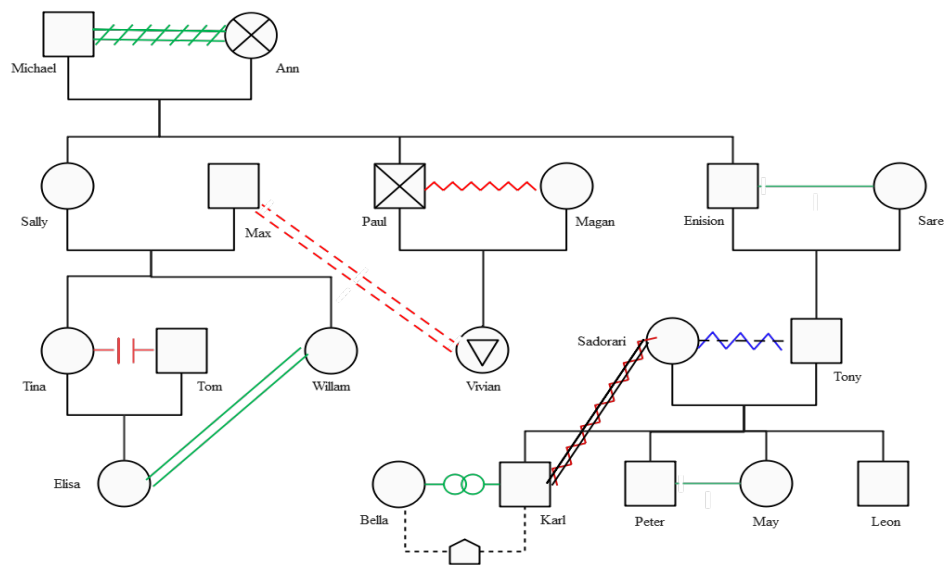 Michael
Ann
Sally
Max
Paul
Magan
Enision
Sare
Tina
Tom
Willam
Vivian
Sadorari
Tony
Elisa
Bella
Karl
Peter
May
Leon